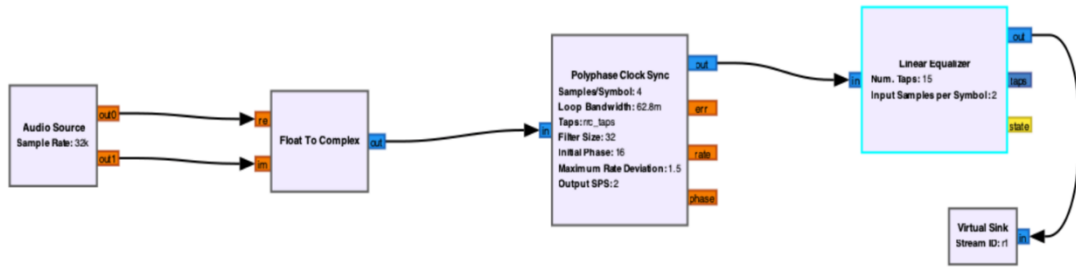 Audio Source
Sample Rate: 32k
out0
out1
re
im
Float To Complex
out
in
Polyphase Clock Sync
Samples/Symbol: 4
Loop Bandwidth: 62.8m
Taps: rrc_taps
Filter Size: 32
Initial Phase: 16
Maximum Rate Deviation: 1.5
Output SPS: 2
out
err
rate
phase
in
Linear Equalizer
Num. Taps: 15
Input Samples per Symbol: 2
out
taps
state
Virtual Sink
Stream ID: r1
in